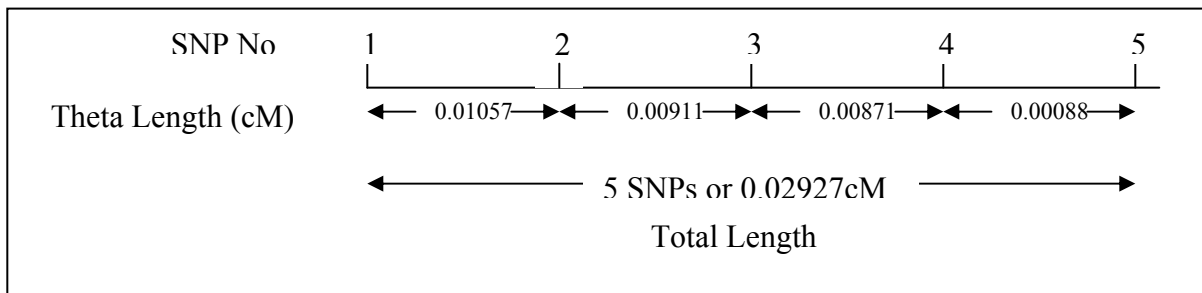 SNP No 1 2 3 4 5
Theta Length (cM) 0.01057 0.00911 0.00871 0.00088
5 SNPs or 0.02927cM
Total Length